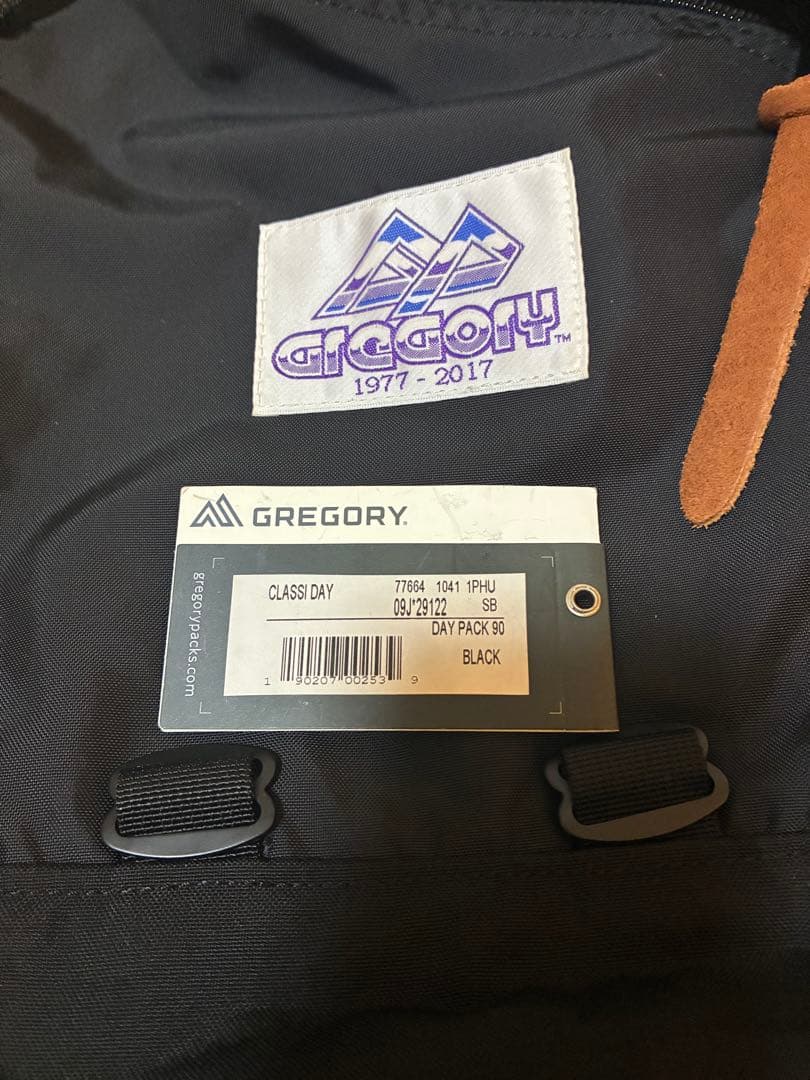 GREGORY™
1977 - 2017
GREGORY.
gregorypacks.com
CLASSI DAY 77664 1041 1PHU
09J*29122 SB
DAY PACK 90
BLACK
1 90207 00253 9